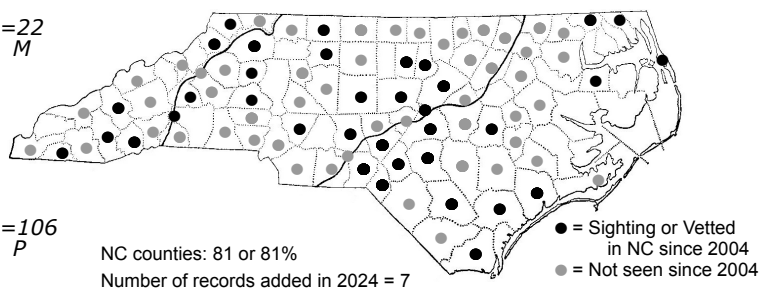 =22
M
=106
P
NC counties: 81 or 81%
Number of records added in 2024 = 7
● = Sighting or Vetted
in NC since 2004
● = Not seen since 2004